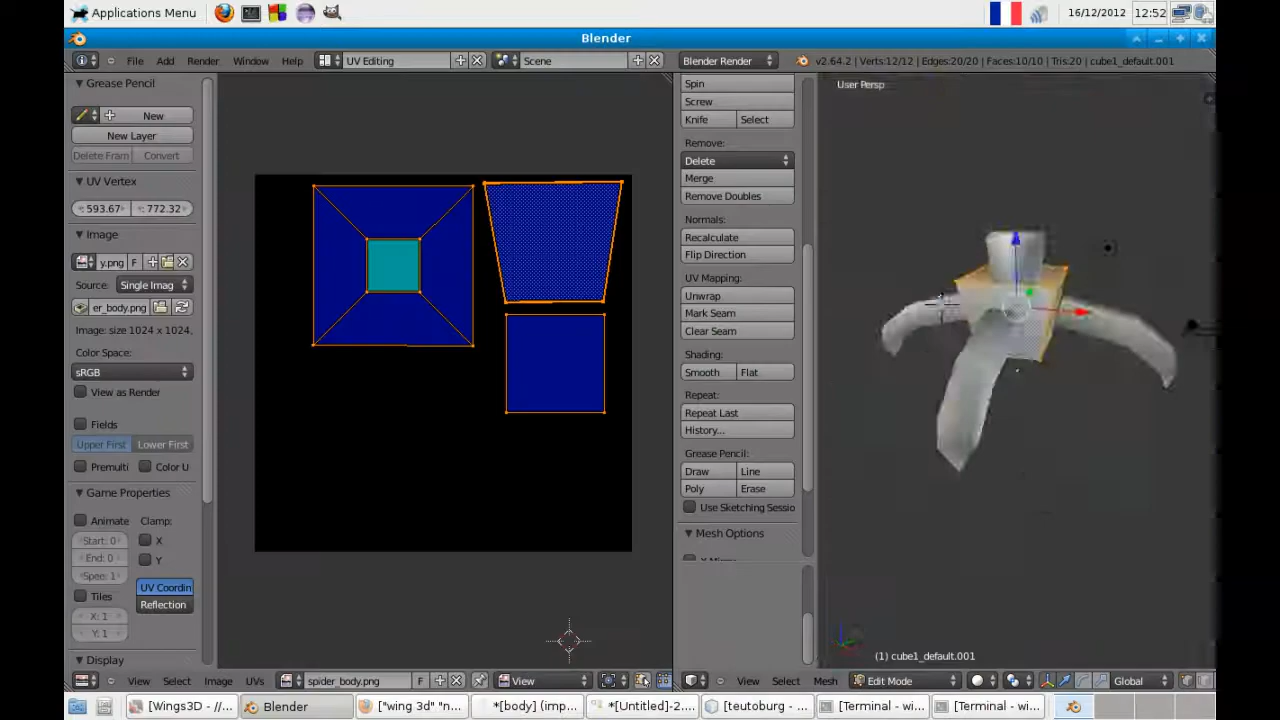 Applications Menu
16/12/2012
12:52
Blender
File Add Render Window Help
UV Editing
Scene
Blender Render
v2.64.2 | Verts:12/12 | Edges:20/20 | Faces:10/10 | Tris:20 | cube1_default.001
Grease Pencil
New
New Layer
Delete Fram Convert
UV Vertex
593.67 772.32
Image
y.png F
Source: Single Imag
er_body.png
Image: size 1024 x 1024,
Color Space:
sRGB
View as Render
Fields
Upper First Lower First
Premulti Color U
Game Properties
Animate Clamp:
Start: 0 X
End: 0 Y
Spee: 1
UV Coordin
Tiles Reflection
X: 1
Y: 1
Display
View Select Image UVs
spider_body.png F
View
Spin
Screw
Knife Select
Remove:
Delete
Merge
Remove Doubles
Normals:
Recalculate
Flip Direction
UV Mapping:
Unwrap
Mark Seam
Clear Seam
Shading:
Smooth Flat
Repeat:
Repeat Last
History...
Grease Pencil:
Draw Line
Poly Erase
Use Sketching Sessio
Mesh Options
User Persp
(1) cube1_default.001
View Select Mesh
Edit Mode
Global
[Wings3D - //...
Blender
["wing 3d" "n...
*[body] (imp...
*[Untitled]-2....
[teutoburg - ...
[Terminal - wi...
[Terminal - wi...